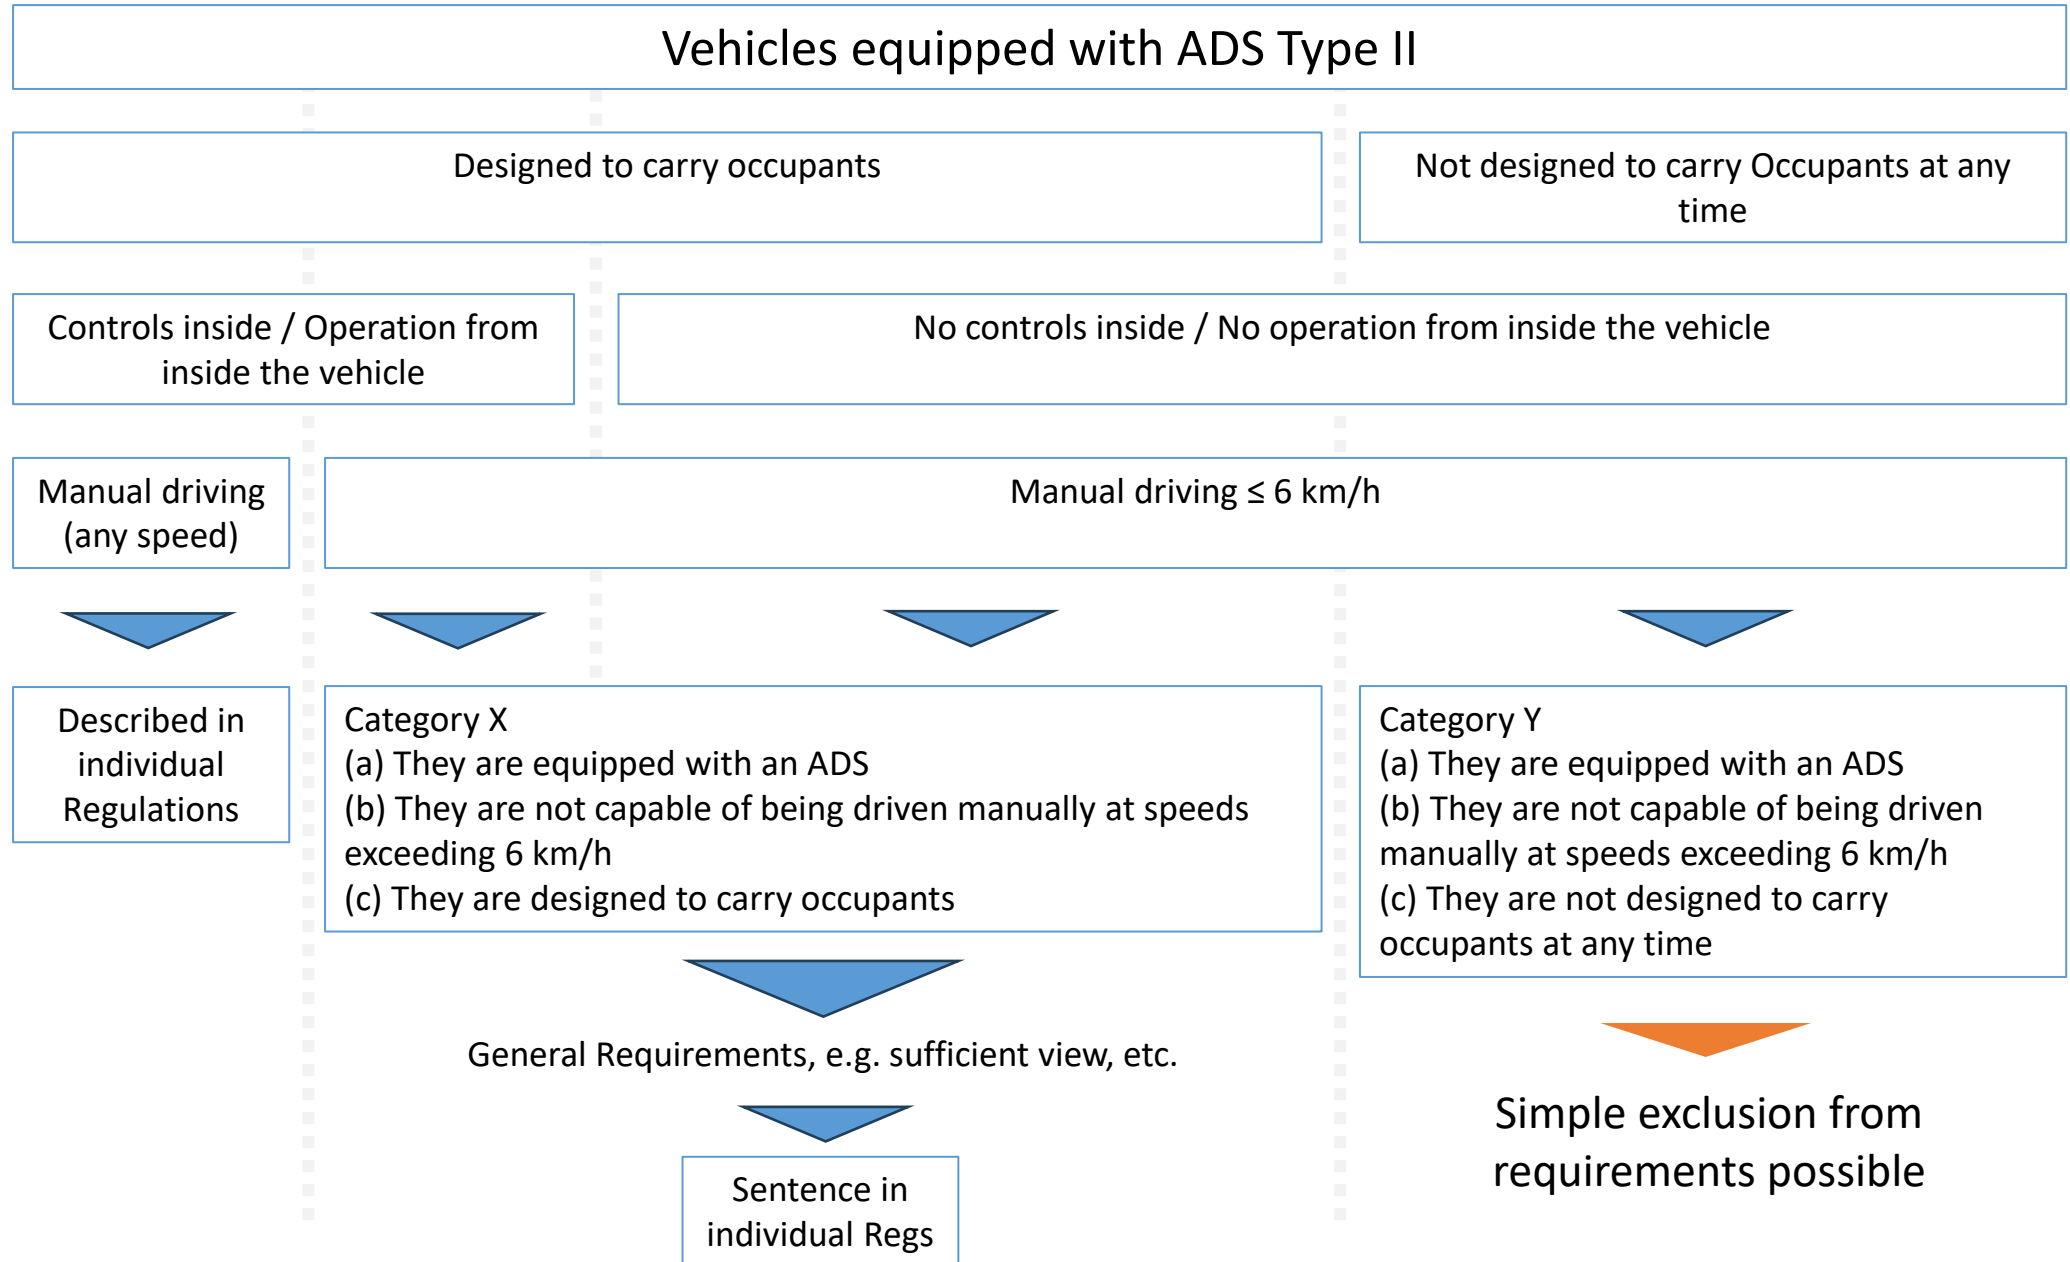 Vehicles equipped with ADS Type II
Designed to carry occupants
Not designed to carry Occupants at any
time
Controls inside / Operation from
inside the vehicle
No controls inside / No operation from inside the vehicle
Manual driving
(any speed)
Manual driving ≤ 6 km/h
Described in
individual
Regulations
Category X
(a) They are equipped with an ADS
(b) They are not capable of being driven manually at speeds
exceeding 6 km/h
(c) They are designed to carry occupants
Category Y
(a) They are equipped with an ADS
(b) They are not capable of being driven
manually at speeds exceeding 6 km/h
(c) They are not designed to carry
occupants at any time
General Requirements, e.g. sufficient view, etc.
Simple exclusion from
requirements possible
Sentence in
individual Regs